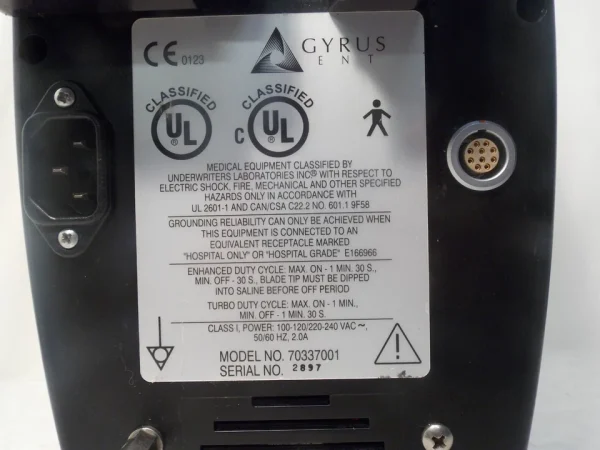 CE 0123
GYRUS
ENT
CLASSIFIED
UL
CLASSIFIED
C UL
MEDICAL EQUIPMENT CLASSIFIED BY
UNDERWRITERS LABORATORIES INC® WITH RESPECT TO
ELECTRIC SHOCK, FIRE, MECHANICAL AND OTHER SPECIFIED
HAZARDS ONLY IN ACCORDANCE WITH
UL 2601-1 AND CAN/CSA C22.2 NO. 601.1 9F58
GROUNDING RELIABILITY CAN ONLY BE ACHIEVED WHEN
THIS EQUIPMENT IS CONNECTED TO AN
EQUIVALENT RECEPTACLE MARKED
"HOSPITAL ONLY" OR "HOSPITAL GRADE" E166966
ENHANCED DUTY CYCLE: MAX. ON - 1 MIN. 30 S.,
MIN. OFF - 30 S., BLADE TIP MUST BE DIPPED
INTO SALINE BEFORE OFF PERIOD
TURBO DUTY CYCLE: MAX. ON - 1 MIN.,
MIN. OFF - 1 MIN. 30 S.
CLASS I, POWER: 100-120/220-240 VAC ~,
50/60 HZ, 2.0A
MODEL NO. 70337001
SERIAL NO. 2897